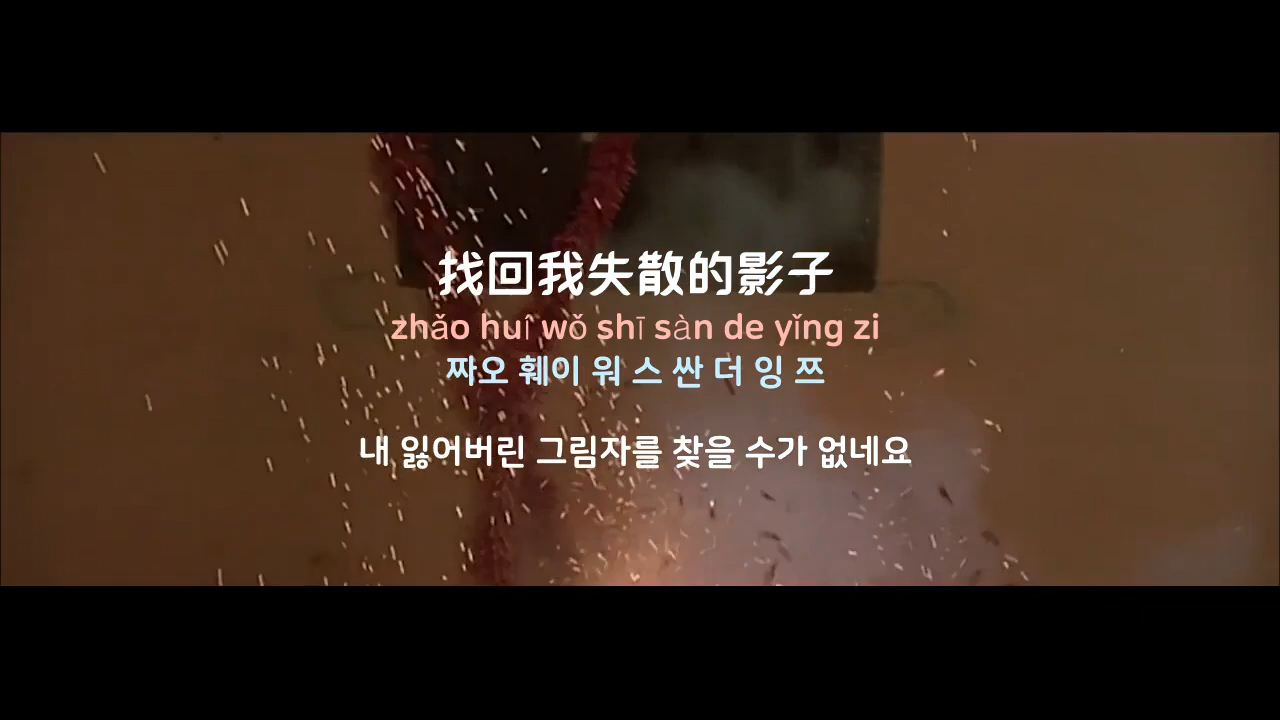 找回我失散的影子
zhǎo huî wǒ shī sàn de yǐng zi
짜오 훼이 워 스 싼 더 잉 쯔
내 잃어버린 그림자를 찾을 수가 없네요